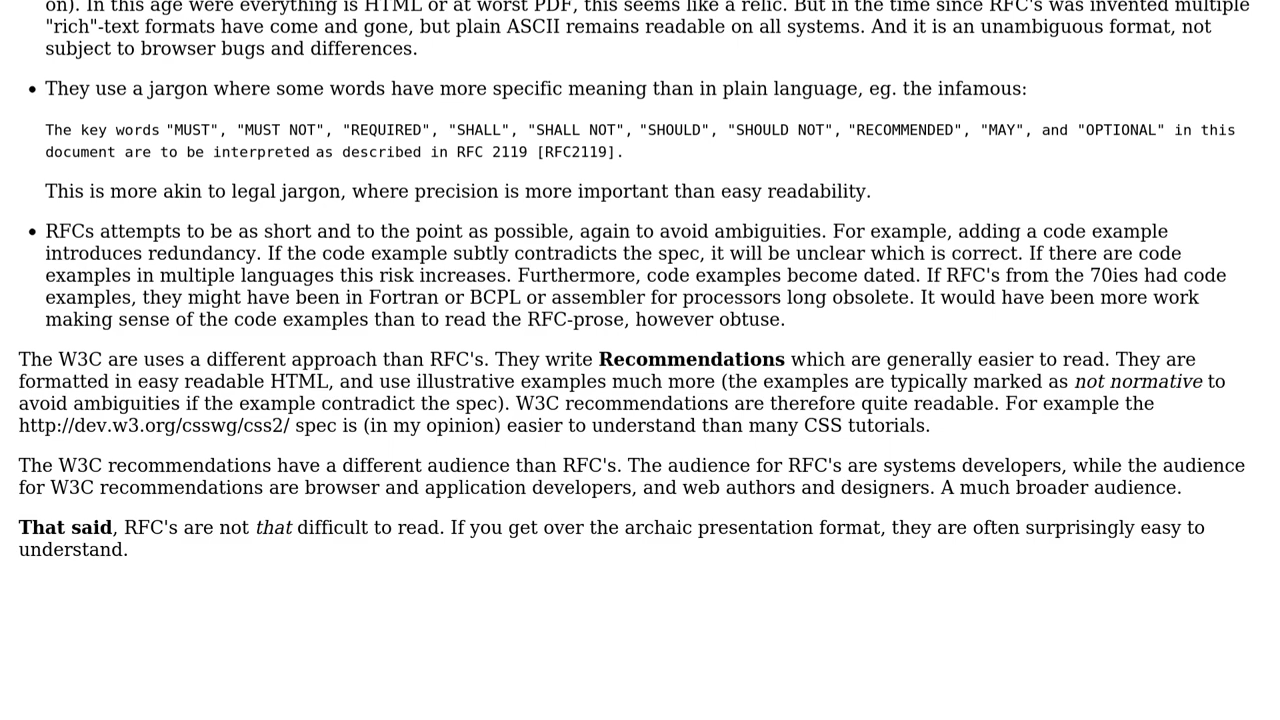 on). In this age were everything is HTML or at worst PDF, this seems like a relic. But in the time since RFC's was invented multiple
"rich"-text formats have come and gone, but plain ASCII remains readable on all systems. And it is an unambiguous format, not
subject to browser bugs and differences.
• They use a jargon where some words have more specific meaning than in plain language, eg. the infamous:
The key words "MUST", "MUST NOT", "REQUIRED", "SHALL", "SHALL NOT", "SHOULD", "SHOULD NOT", "RECOMMENDED", "MAY", and "OPTIONAL" in this
document are to be interpreted as described in RFC 2119 [RFC2119].
This is more akin to legal jargon, where precision is more important than easy readability.
• RFCs attempts to be as short and to the point as possible, again to avoid ambiguities. For example, adding a code example
introduces redundancy. If the code example subtly contradicts the spec, it will be unclear which is correct. If there are code
examples in multiple languages this risk increases. Furthermore, code examples become dated. If RFC's from the 70ies had code
examples, they might have been in Fortran or BCPL or assembler for processors long obsolete. It would have been more work
making sense of the code examples than to read the RFC-prose, however obtuse.
The W3C are uses a different approach than RFC's. They write Recommendations which are generally easier to read. They are
formatted in easy readable HTML, and use illustrative examples much more (the examples are typically marked as not normative to
avoid ambiguities if the example contradict the spec). W3C recommendations are therefore quite readable. For example the
http://dev.w3.org/csswg/css2/ spec is (in my opinion) easier to understand than many CSS tutorials.
The W3C recommendations have a different audience than RFC's. The audience for RFC's are systems developers, while the audience
for W3C recommendations are browser and application developers, and web authors and designers. A much broader audience.
That said, RFC's are not that difficult to read. If you get over the archaic presentation format, they are often surprisingly easy to
understand.